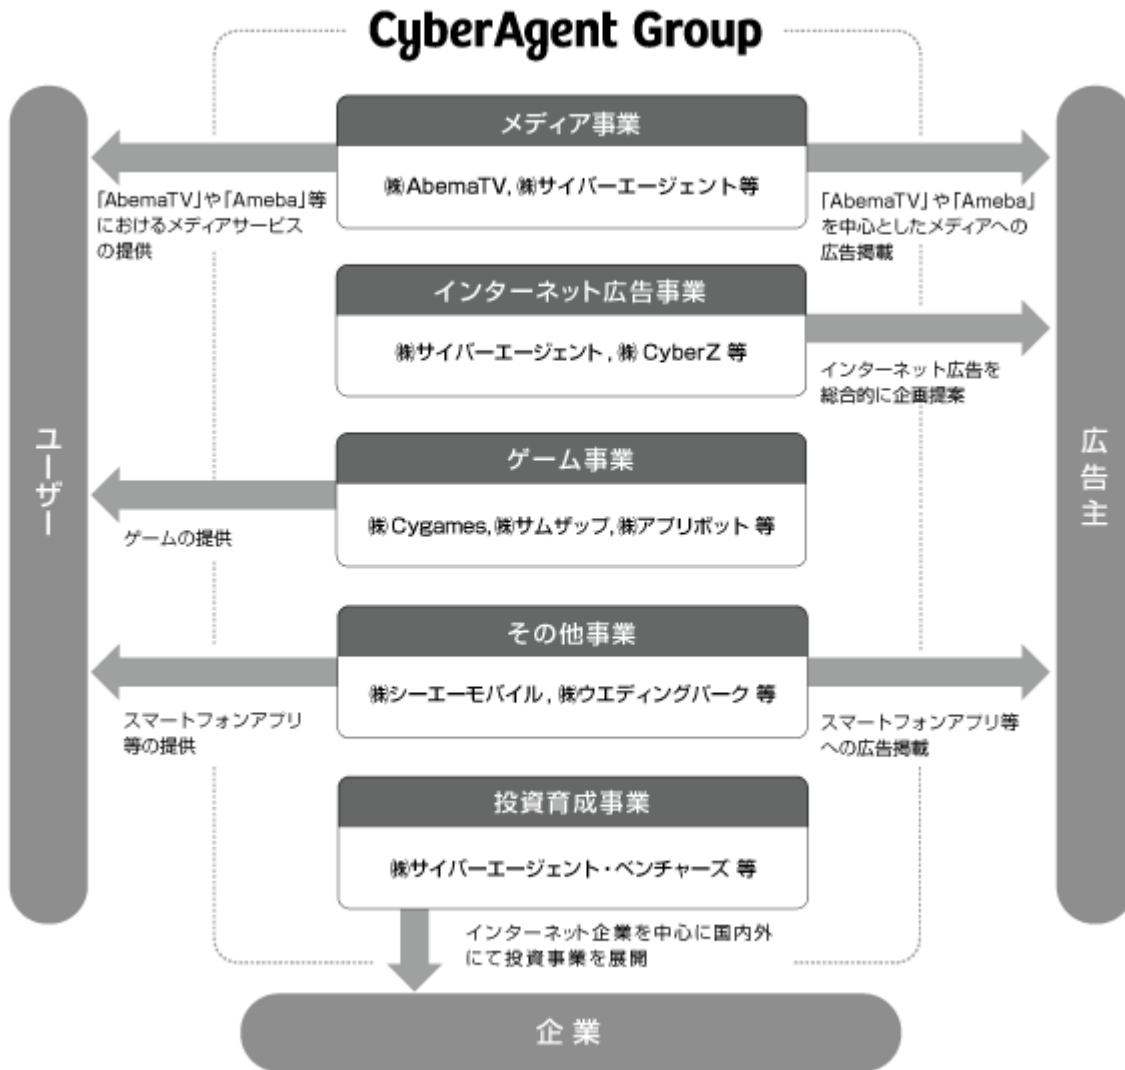 CyberAgent Group
メディア事業
㈱AbemaTV, ㈱サイバーエージェント等
「AbemaTV」や「Ameba」等
におけるメディアサービス
の提供
「AbemaTV」や「Ameba」
を中心としたメディアへの
広告掲載
インターネット広告事業
㈱サイバーエージェント, ㈱ CyberZ 等
インターネット広告を
総合的に企画提案
ユーザー
広告主
ゲーム事業
㈱Cygames, ㈱サムザップ, ㈱アプリボット 等
ゲームの提供
その他事業
㈱シーエーモバイル, ㈱ウエディングパーク 等
スマートフォンアプリ
等の提供
スマートフォンアプリ等
への広告掲載
投資育成事業
㈱サイバーエージェント・ベンチャーズ 等
インターネット企業を中心に国内外
にて投資事業を展開
企業